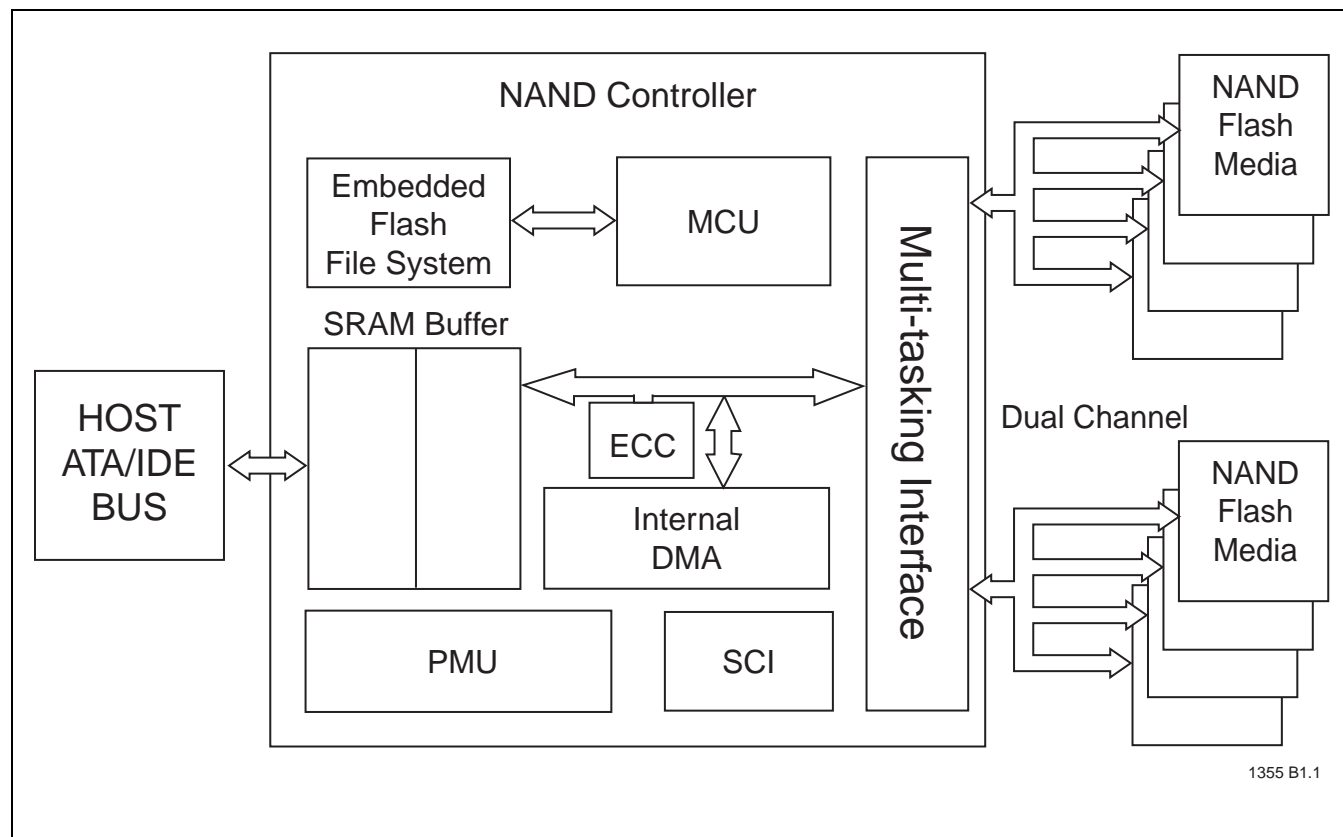 NAND Controller
Embedded
Flash
File System
MCU
SRAM Buffer
HOST
ATA/IDE
BUS
ECC
Internal
DMA
PMU
SCI
Multi-tasking Interface
NAND
Flash
Media
Dual Channel
NAND
Flash
Media
1355 B1.1